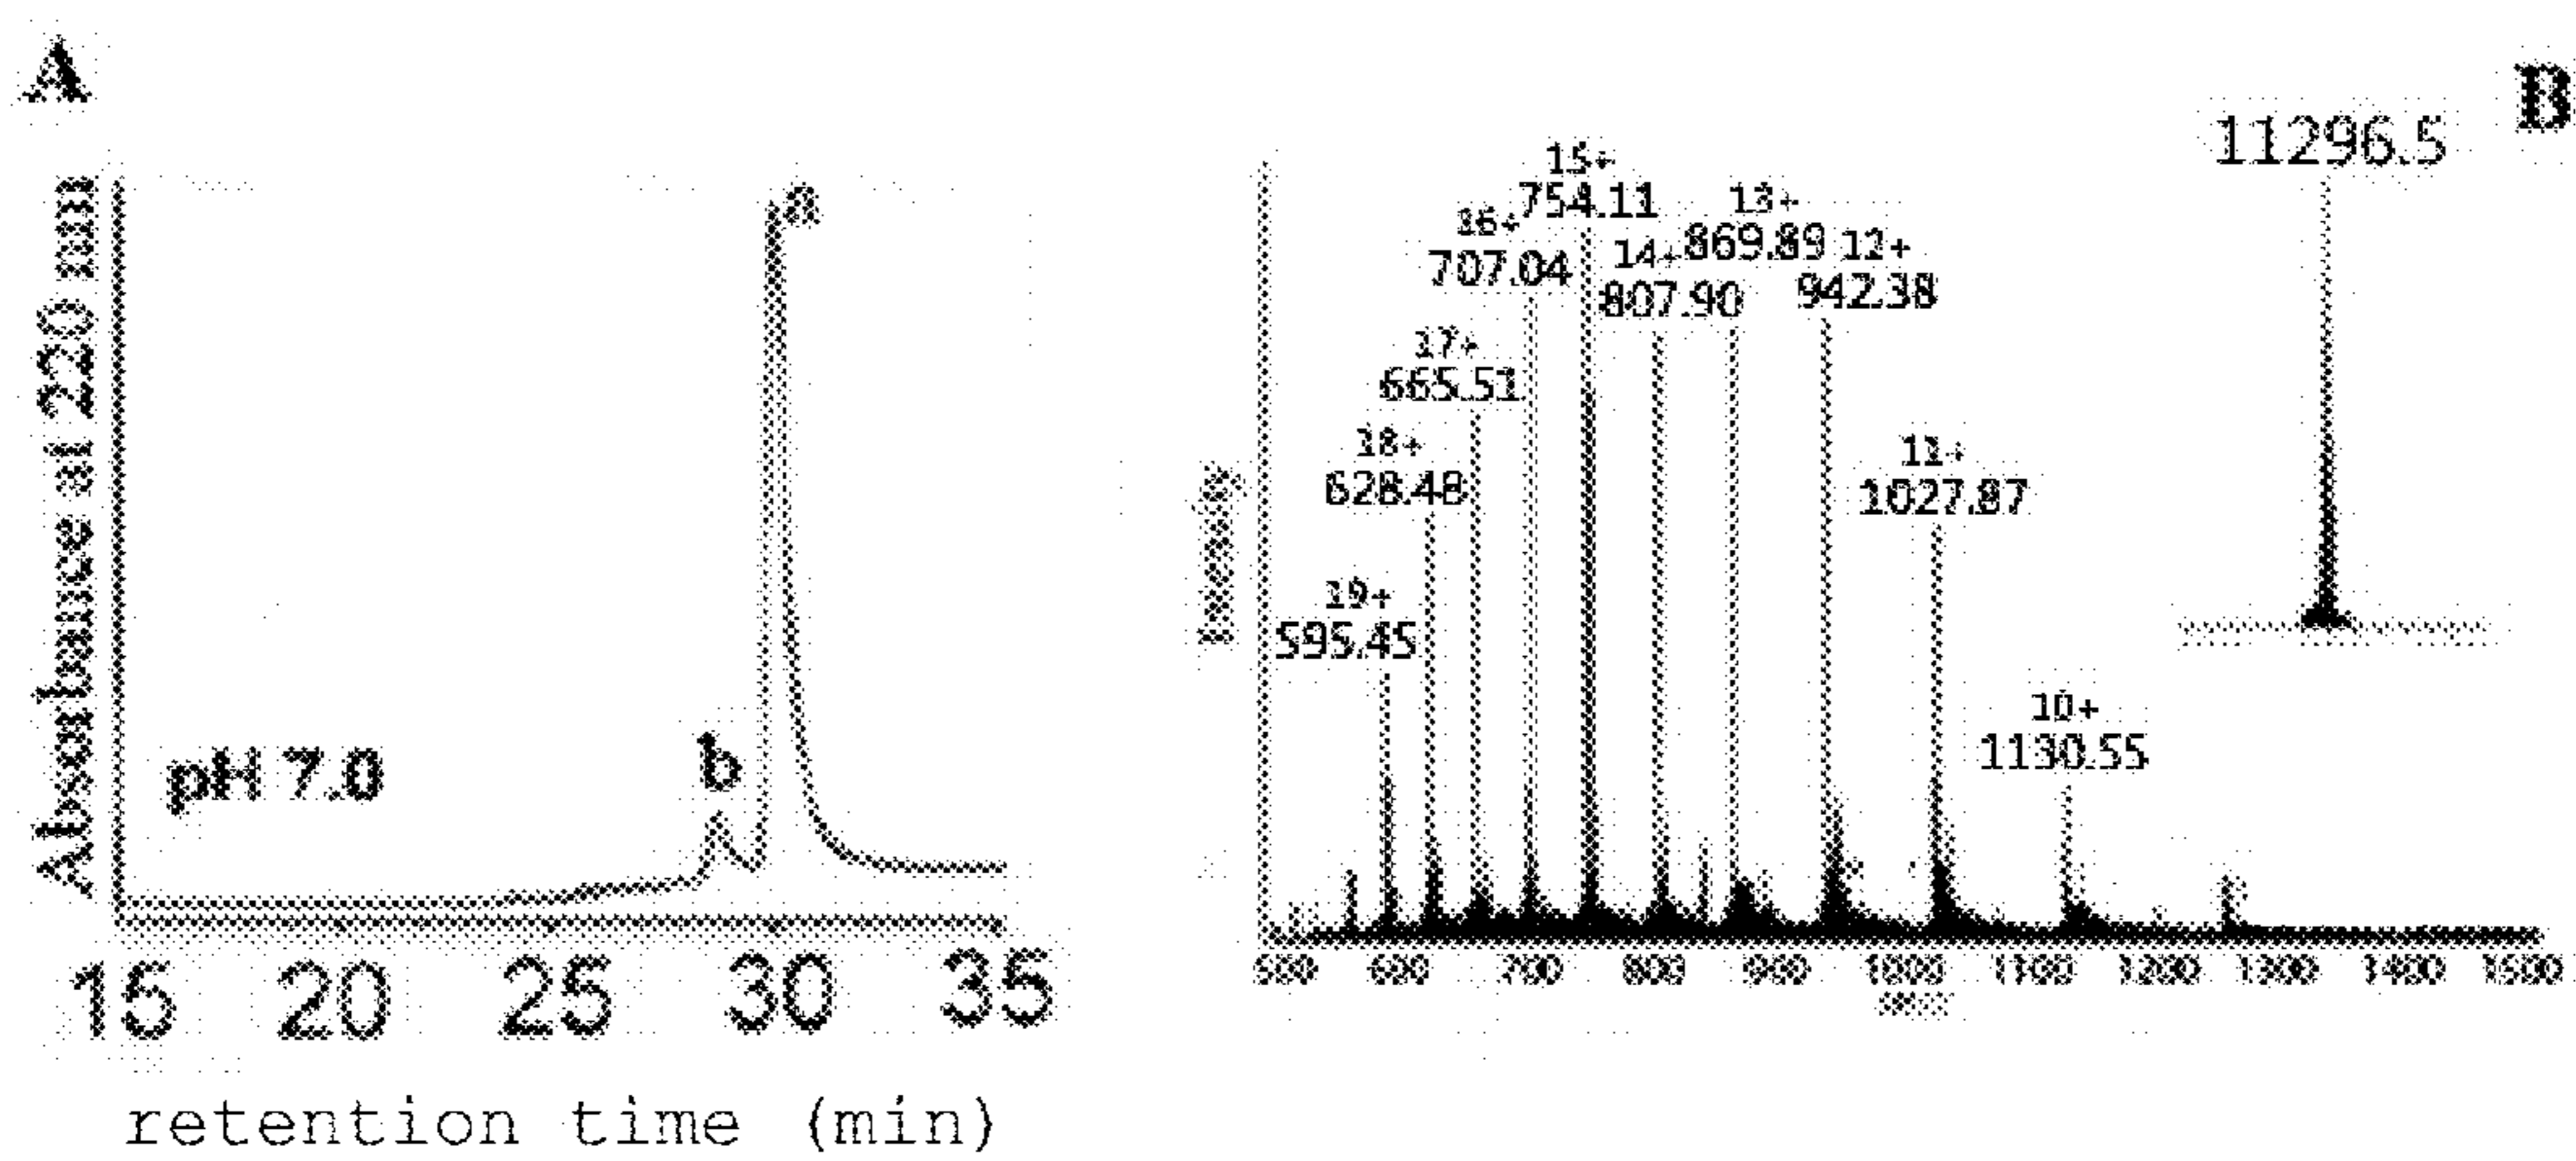 A
Absorbance at 220 nm
a
b
pH 7.0
15 20 25 30 35
retention time (min)
B
11296.5
15+
754.11
16+
707.04
14+
807.90
13+
869.89
12+
942.38
17+
665.51
18+
628.48
11+
1027.87
19+
595.45
10+
1130.55
Intensity
500 600 700 800 900 1000 1100 1200 1300 1400 1500